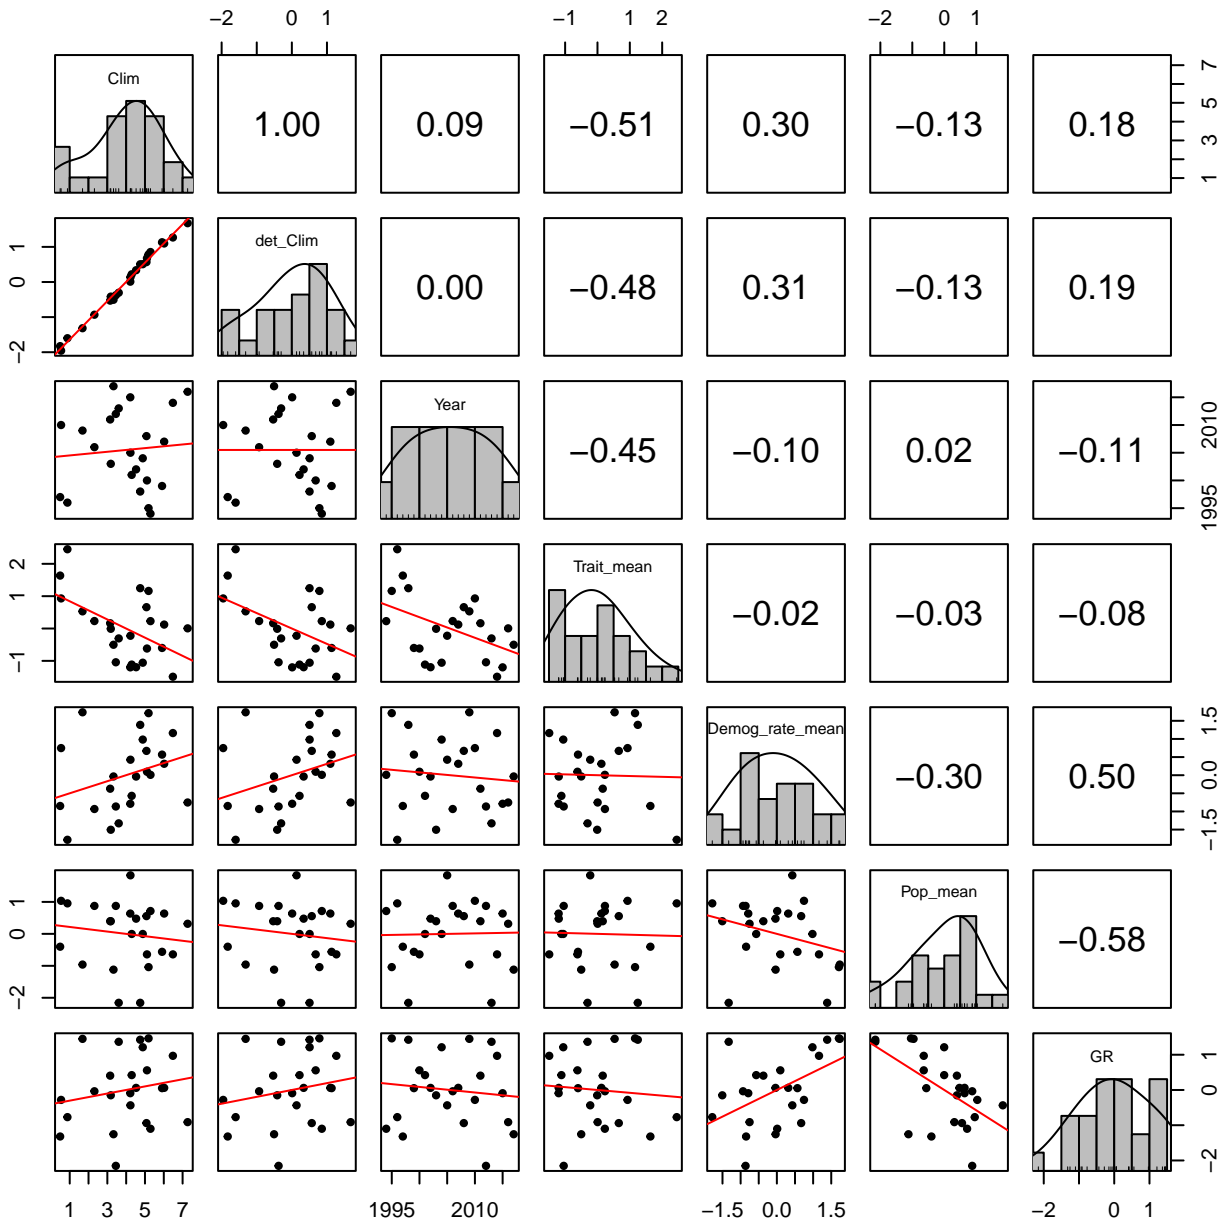 −2 0 1 −1 1 2 −2 0 1
Clim 1.00 0.09 −0.51 0.30 −0.13 0.18 1 3 5 7
−2 0 1 det_Clim 0.00 −0.48 0.31 −0.13 0.19
Year −0.45 −0.10 0.02 −0.11 1995 2010
−1 1 2 Trait_mean −0.02 −0.03 −0.08
Demog_rate_mean −0.30 0.50 −1.5 0.0 1.5
−2 0 1 Pop_mean −0.58
GR −2 0 1
1 3 5 7 1995 2010 −1.5 0.0 1.5 −2 0 1